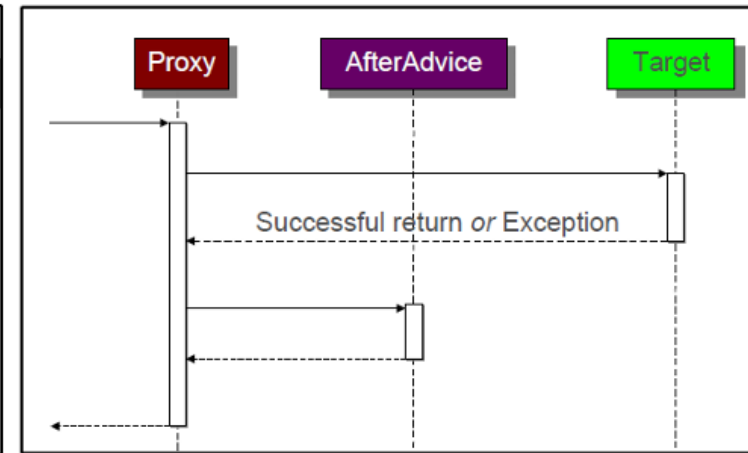 Proxy
AfterAdvice
Target
Successful return or Exception